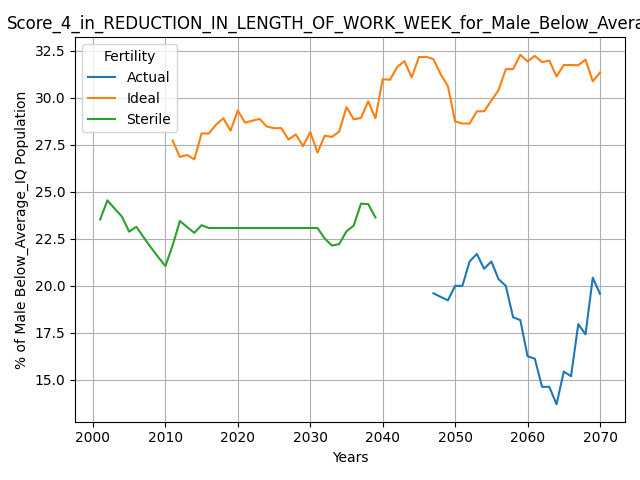 Score_4_in_REDUCTION_IN_LENGTH_OF_WORK_WEEK_for_Male_Below_Avera
Fertility
Actual
Ideal
Sterile
% of Male Below_Average_IQ Population
32.5
30.0
27.5
25.0
22.5
20.0
17.5
15.0
2000 2010 2020 2030 2040 2050 2060 2070
Years